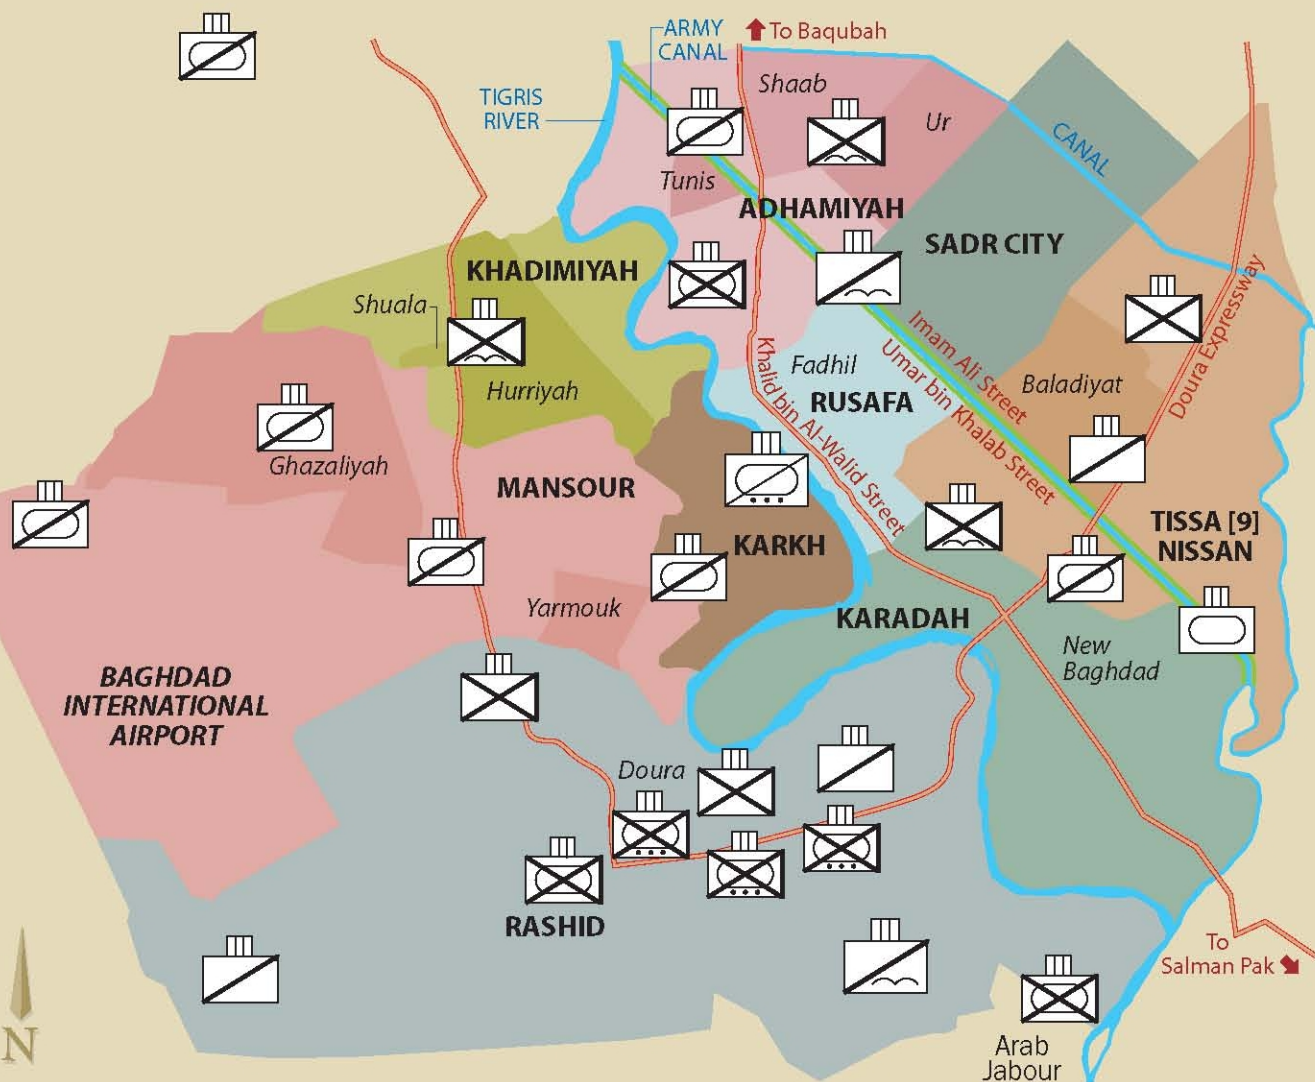 ARMY
CANAL
To Baqubah
TIGRIS
RIVER
Shaab
Ur
CANAL
Tunis
ADHAMIYAH
SADR CITY
KHADIMIYAH
Shuala
Hurriyah
Fadhil
RUSAFA
Imam Ali Street
Umar bin Khalab Street
Khalid bin Al-Walid Street
Baladiyat
Doura Expressway
Ghazaliyah
MANSOUR
KARKH
TISSA [9]
NISSAN
Yarmouk
KARADAH
New
Baghdad
BAGHDAD
INTERNATIONAL
AIRPORT
Doura
RASHID
To
Salman Pak
Arab
Jabour
N